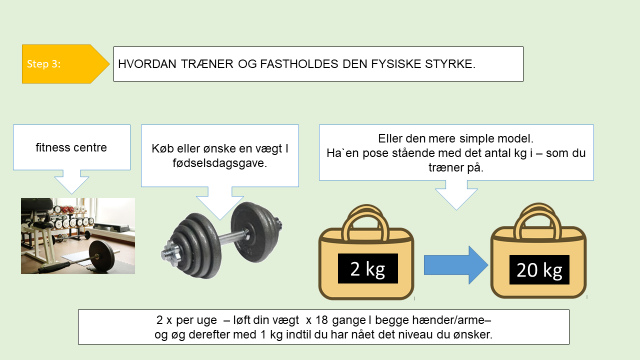 Step 3:
HVORDAN TRÆNER OG FASTHOLDES DEN FYSISKE STYRKE.
fitness centre
Køb eller ønske en vægt I
fødselsdagsgave.
Eller den mere simple model.
Ha`en pose stående med det antal kg i – som du
træner på.
2 kg
20 kg
2 x per uge – løft din vægt x 18 gange I begge hænder/arme–
og øg derefter med 1 kg indtil du har nået det niveau du ønsker.